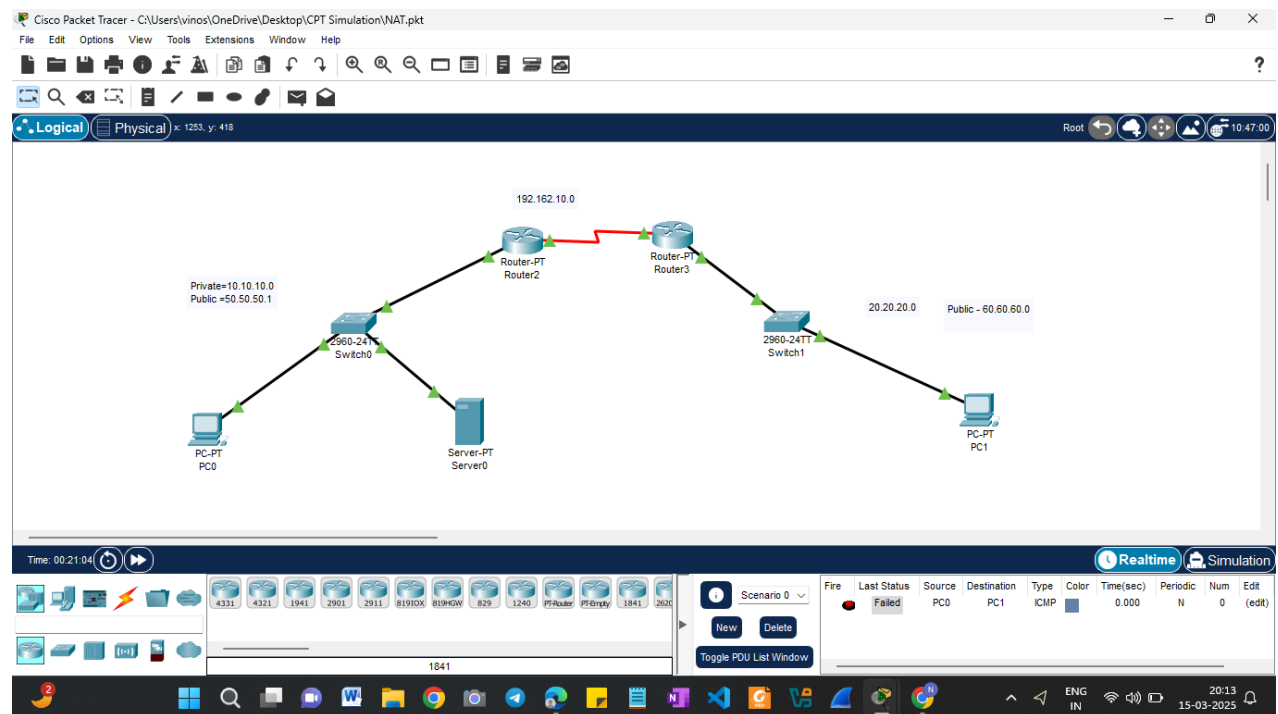 Cisco Packet Tracer - C:\Users\vinos\OneDrive\Desktop\CPT Simulation\NAT.pkt
File Edit Options View Tools Extensions Window Help
?
Logical Physical x: 1253, y: 418 Root 10:47:00
192.162.10.0
Router-PT
Router2
Router-PT
Router3
Private=10.10.10.0
Public =50.50.50.1
20.20.20.0 Public - 60.60.60.0
2960-24TT
Switch0
2960-24TT
Switch1
PC-PT
PC0
Server-PT
Server0
PC-PT
PC1
Time: 00:21:04 Realtime Simulation
4331 4321 1941 2901 2911 819IOX 819HGW 829 1240 PT-Router PT-Empty 1841 262
1841
Scenario 0
New Delete
Toggle PDU List Window
Fire Last Status Source Destination Type Color Time(sec) Periodic Num Edit
Failed PC0 PC1 ICMP 0.000 N 0 (edit)
2
ENG
IN
20:13
15-03-2025